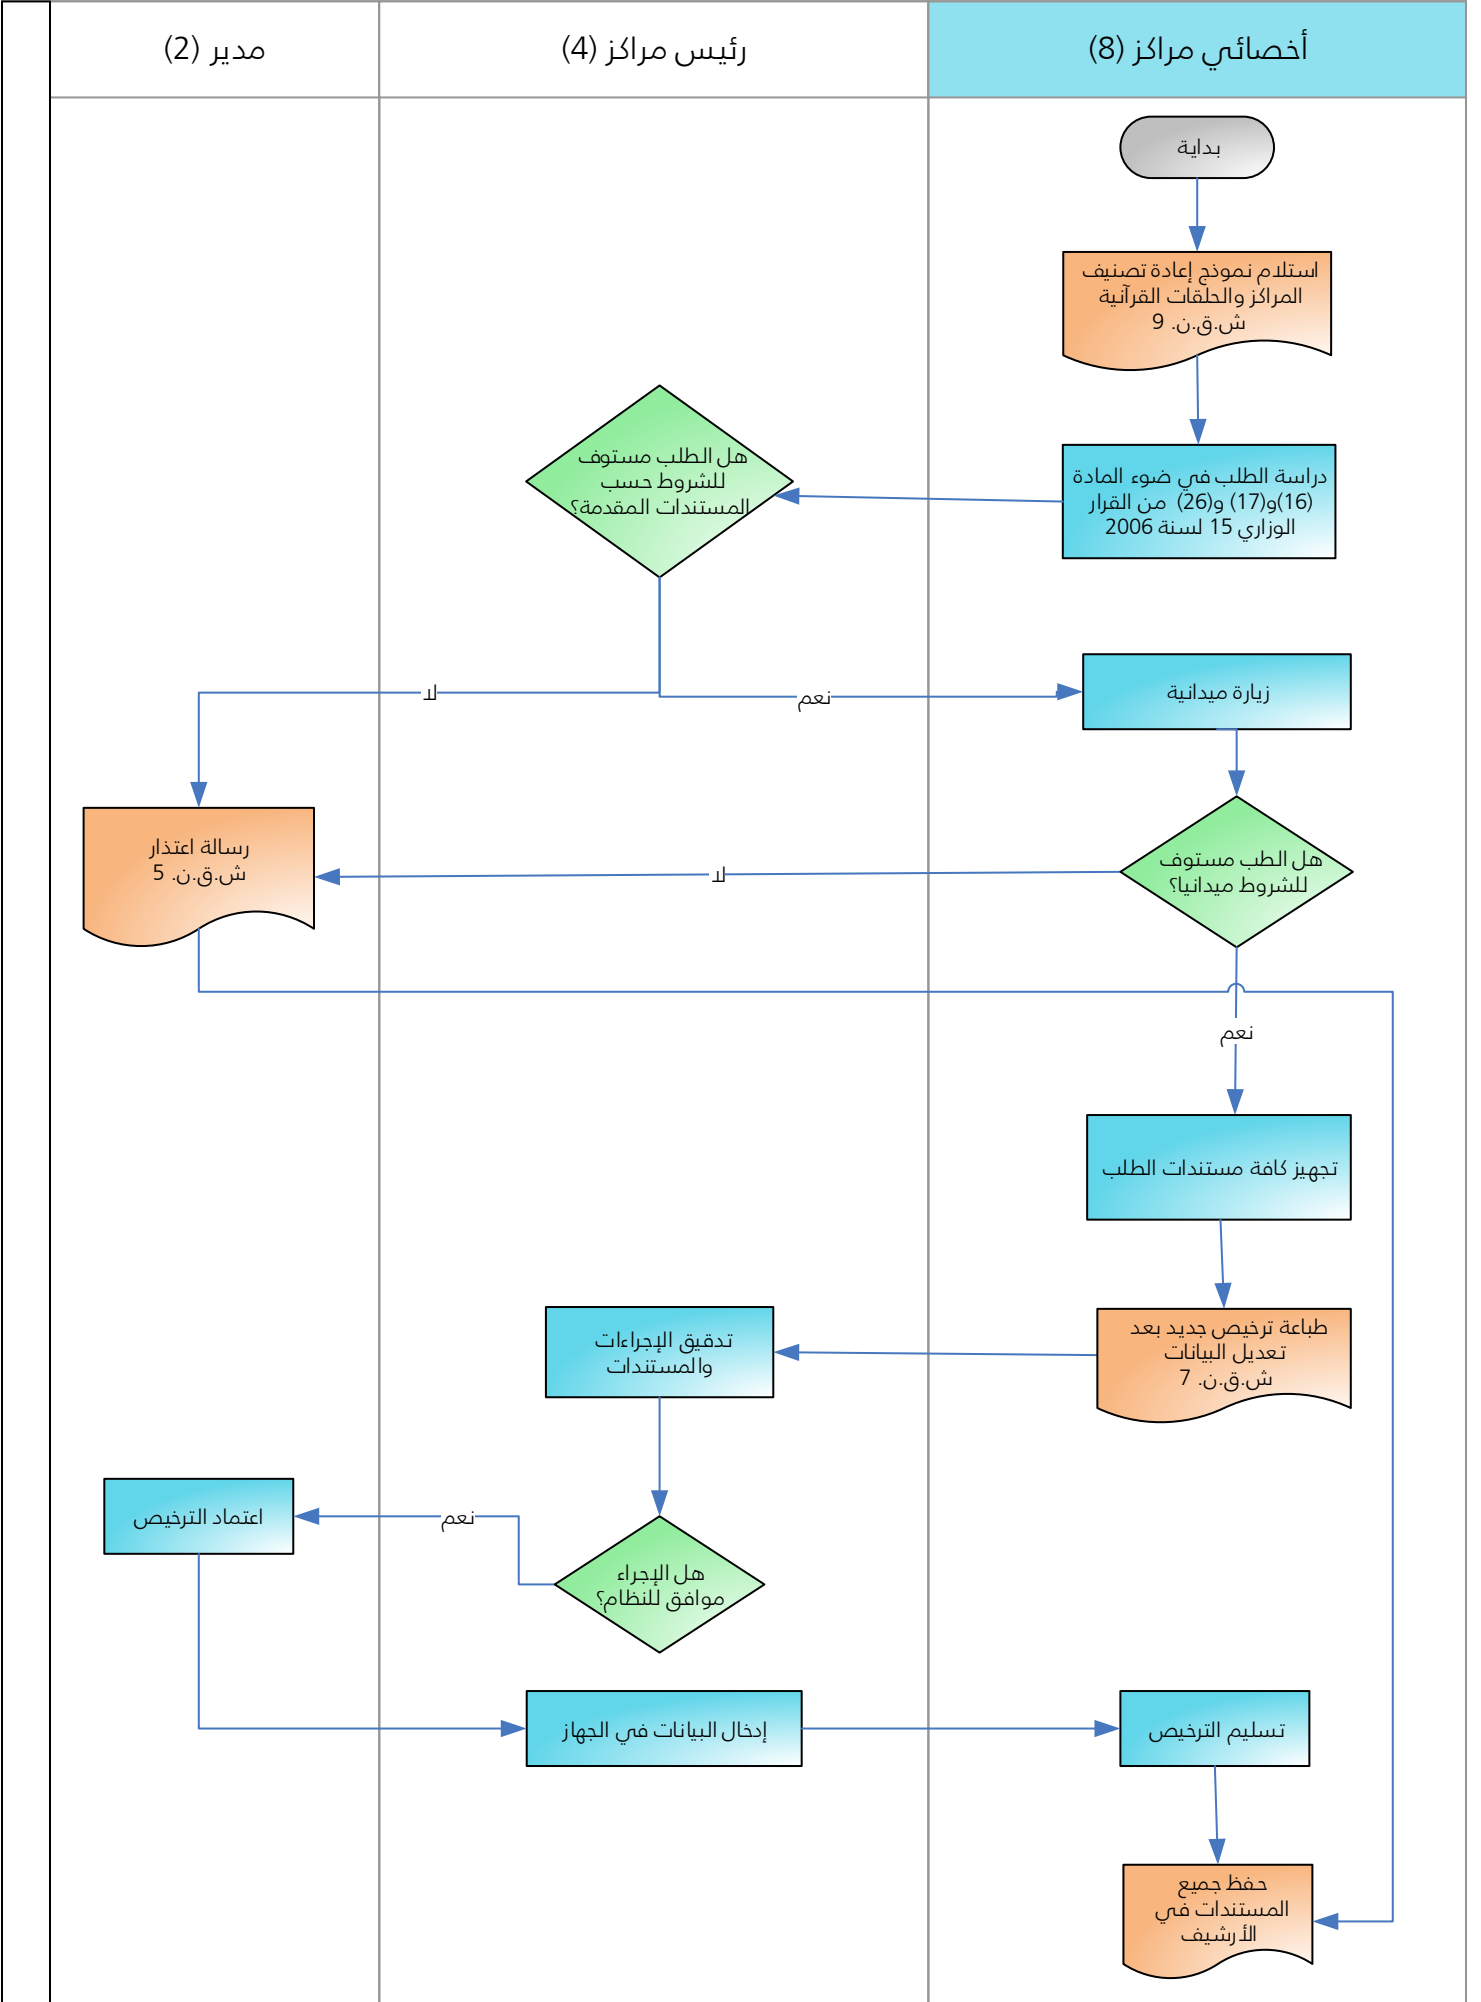 أخصائي مراكز (8)
رئيس مراكز (4)
مدير (2)
بداية
استلام نموذج إعادة تصنيف
المراكز والحلقات القرآنية
ش.ق.ن. 9
دراسة الطلب في ضوء المادة
(16)و(17) و(26) من القرار
الوزاري 15 لسنة 2006
هل الطلب مستوف
للشروط حسب
المستندات المقدمة؟
لا
نعم
زيارة ميدانية
هل الطب مستوف
للشروط ميدانيا؟
لا
رسالة اعتذار
ش.ق.ن. 5
نعم
تجهيز كافة مستندات الطلب
طباعة ترخيص جديد بعد
تعديل البيانات
ش.ق.ن. 7
تدقيق الإجراءات
والمستندات
هل الإجراء
موافق للنظام؟
نعم
اعتماد الترخيص
إدخال البيانات في الجهاز
تسليم الترخيص
حفظ جميع
المستندات في
الأرشيف